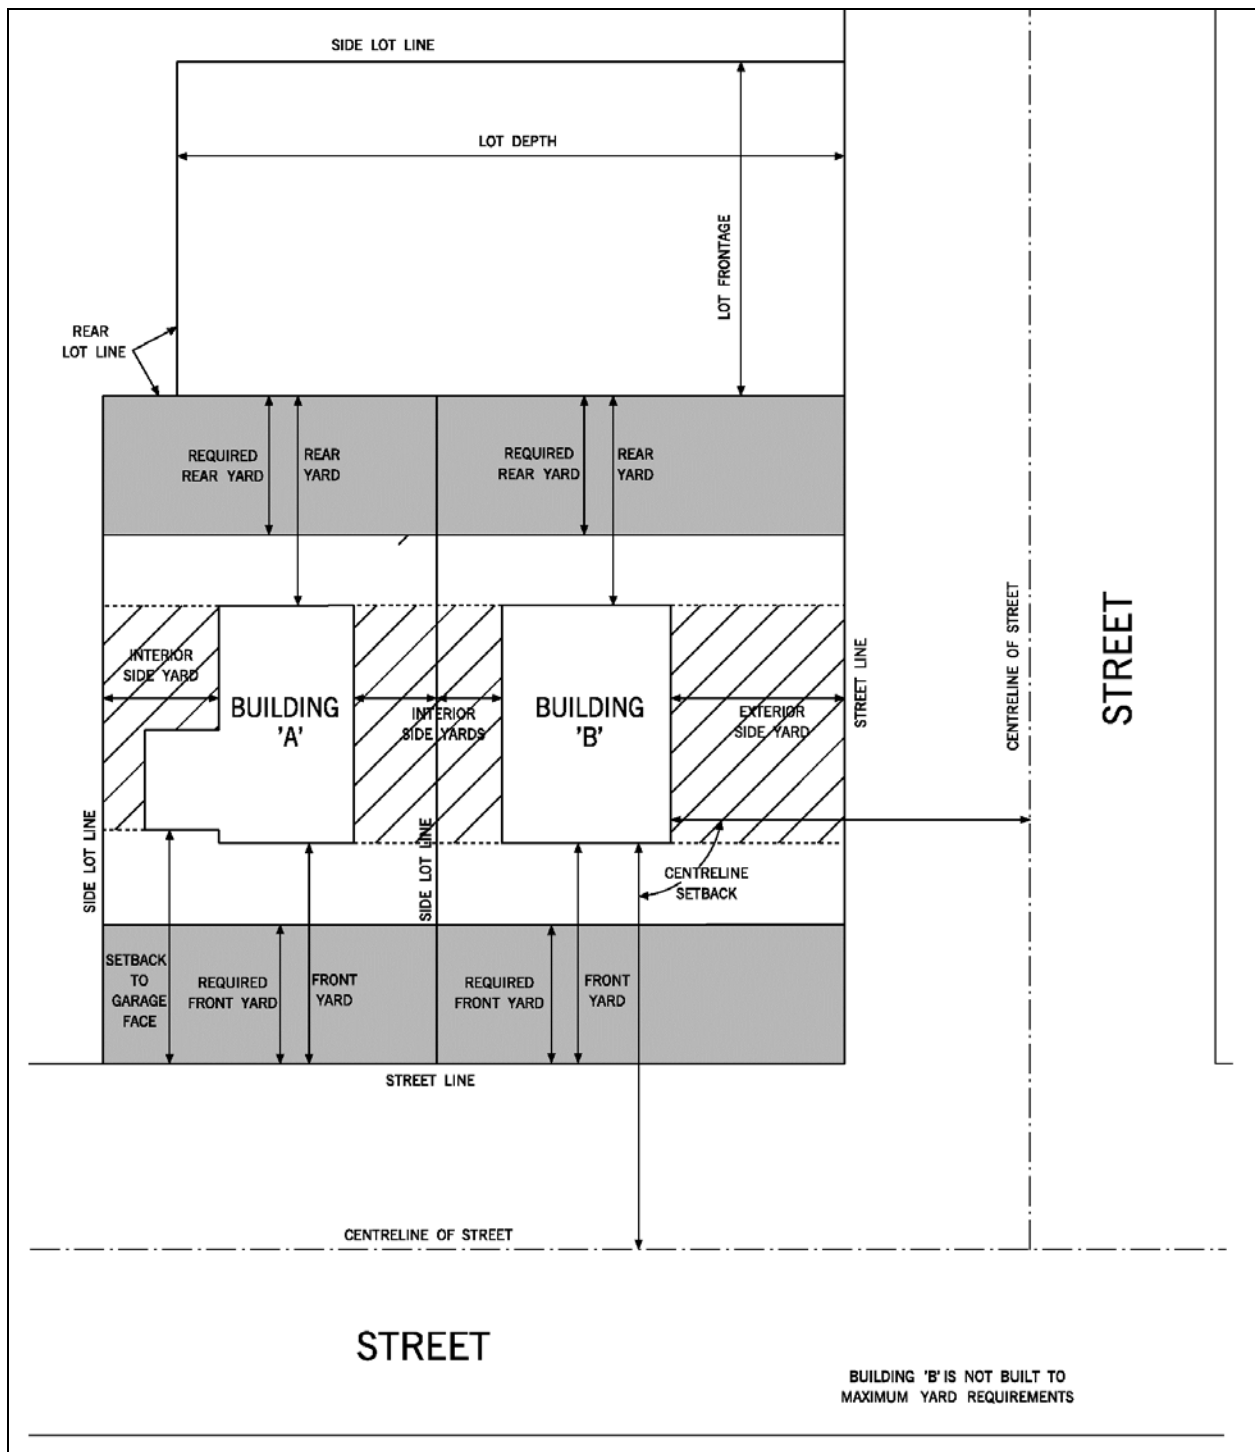 SIDE LOT LINE
LOT DEPTH
LOT FRONTAGE
REAR
LOT LINE
REQUIRED
REAR YARD
REAR
YARD
REQUIRED
REAR YARD
REAR
YARD
CENTRELINE OF STREET
STREET
STREET LINE
INTERIOR
SIDE YARD
BUILDING
'A'
INTERIOR
SIDE YARDS
BUILDING
'B'
EXTERIOR
SIDE YARD
SIDE LOT LINE
SIDE LOT LINE
CENTRELINE
SETBACK
SETBACK
TO
GARAGE
FACE
REQUIRED
FRONT YARD
FRONT
YARD
REQUIRED
FRONT YARD
FRONT
YARD
STREET LINE
CENTRELINE OF STREET
STREET
BUILDING 'B' IS NOT BUILT TO
MAXIMUM YARD REQUIREMENTS